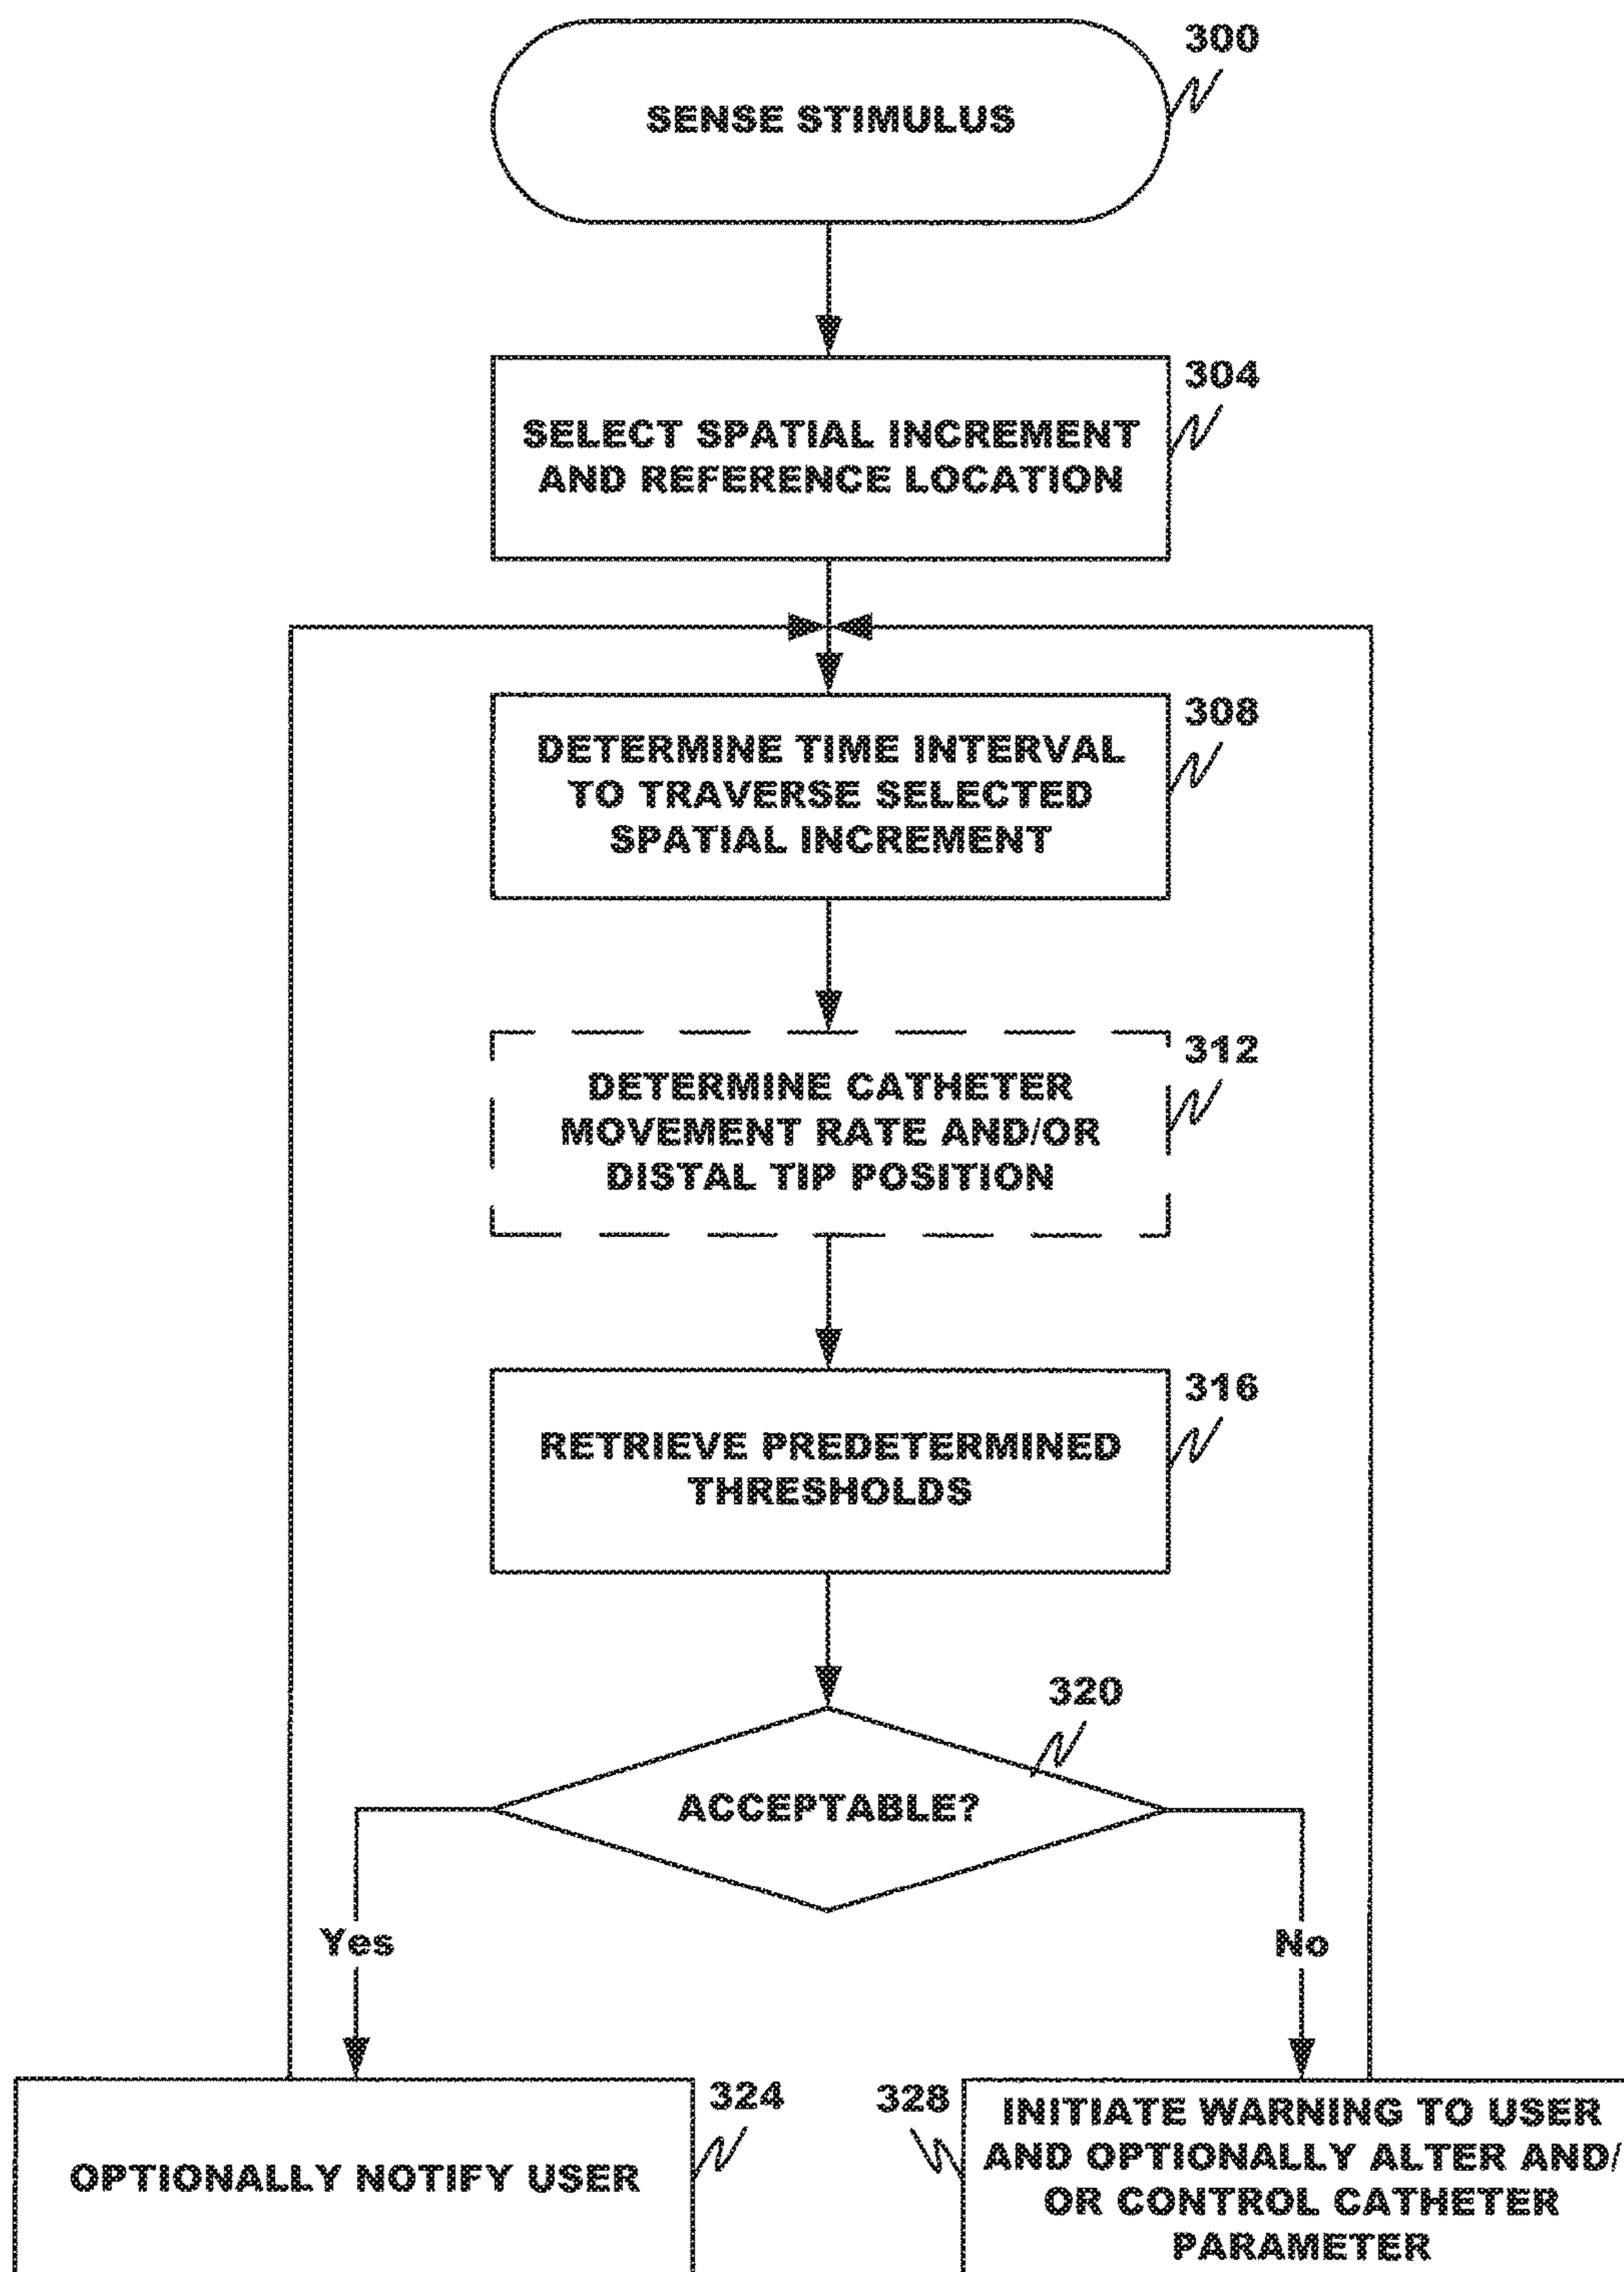 300
SENSE STIMULUS
304
SELECT SPATIAL INCREMENT
AND REFERENCE LOCATION
308
DETERMINE TIME INTERVAL
TO TRAVERSE SELECTED
SPATIAL INCREMENT
312
DETERMINE CATHETER
MOVEMENT RATE AND/OR
DISTAL TIP POSITION
316
RETRIEVE PREDETERMINED
THRESHOLDS
320
ACCEPTABLE?
Yes
No
324
OPTIONALLY NOTIFY USER
328
INITIATE WARNING TO USER
AND OPTIONALLY ALTER AND/
OR CONTROL CATHETER
PARAMETER